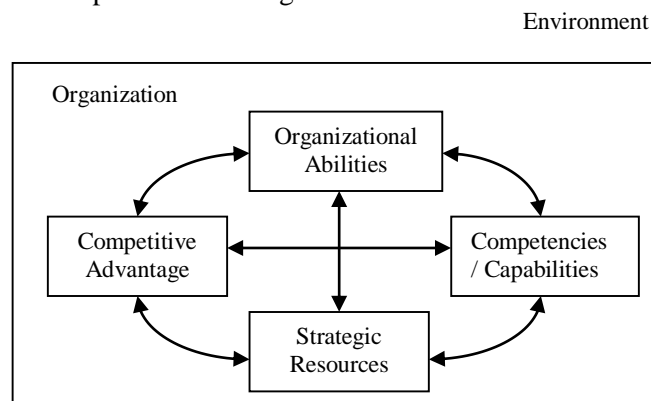 Environment
Organization
Organizational
Abilities
Competitive
Advantage
Competencies
/ Capabilities
Strategic
Resources